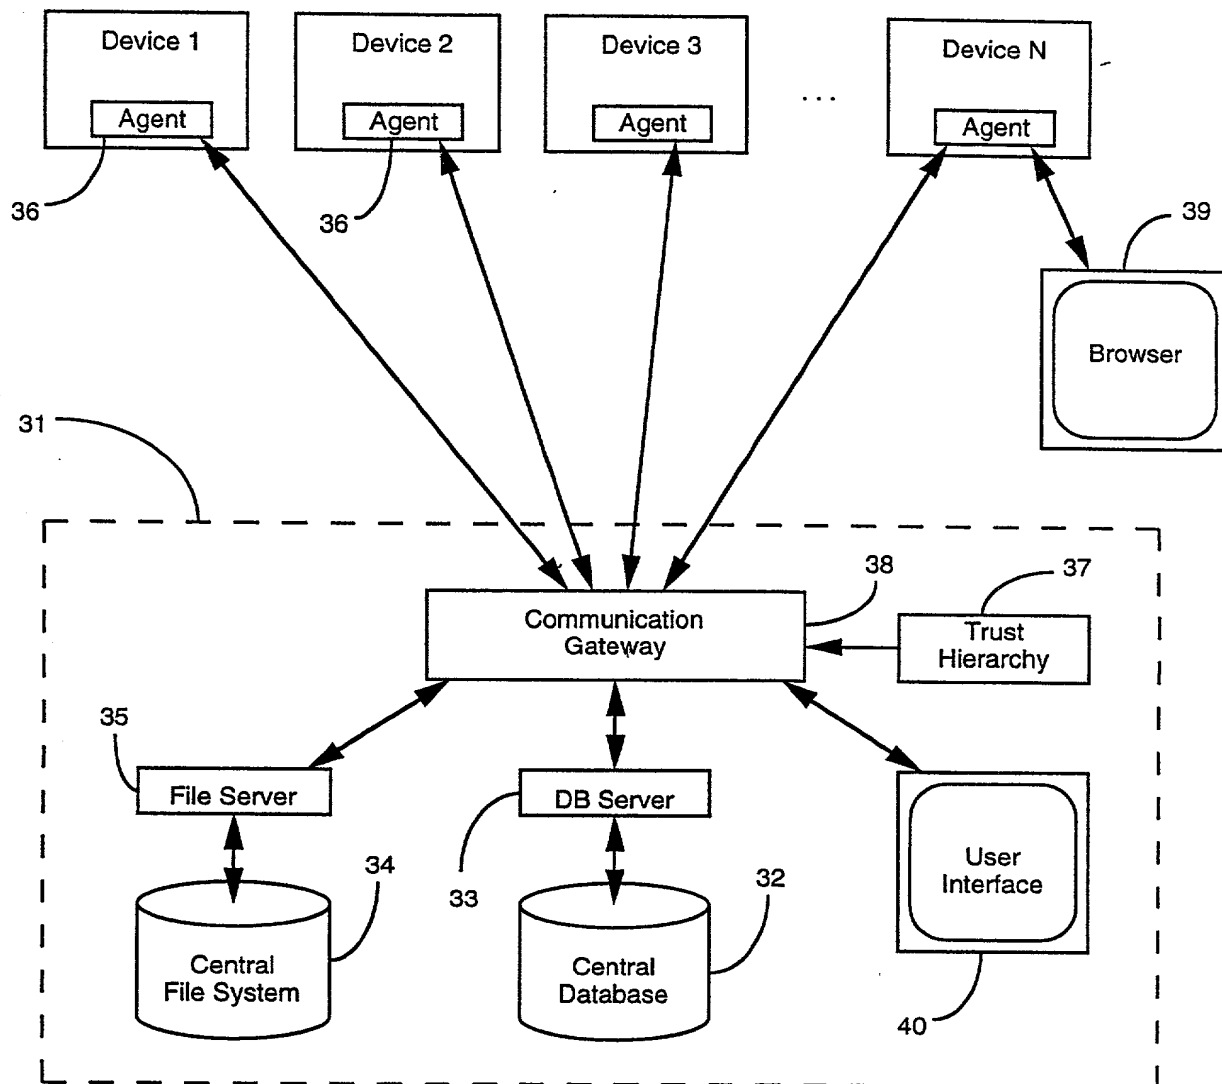 Device 1
Device 2
Device 3
Device N
...
Agent
Agent
Agent
Agent
36
36
39
Browser
31
38
37
Communication
Gateway
Trust
Hierarchy
35
File Server
DB Server
33
34
32
User
Interface
Central
File System
Central
Database
40